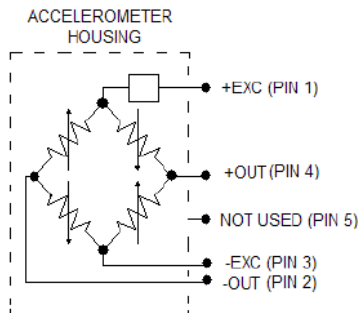 ACCELEROMETER
HOUSING
+EXC (PIN 1)
+OUT (PIN 4)
NOT USED (PIN 5)
-EXC (PIN 3)
-OUT (PIN 2)